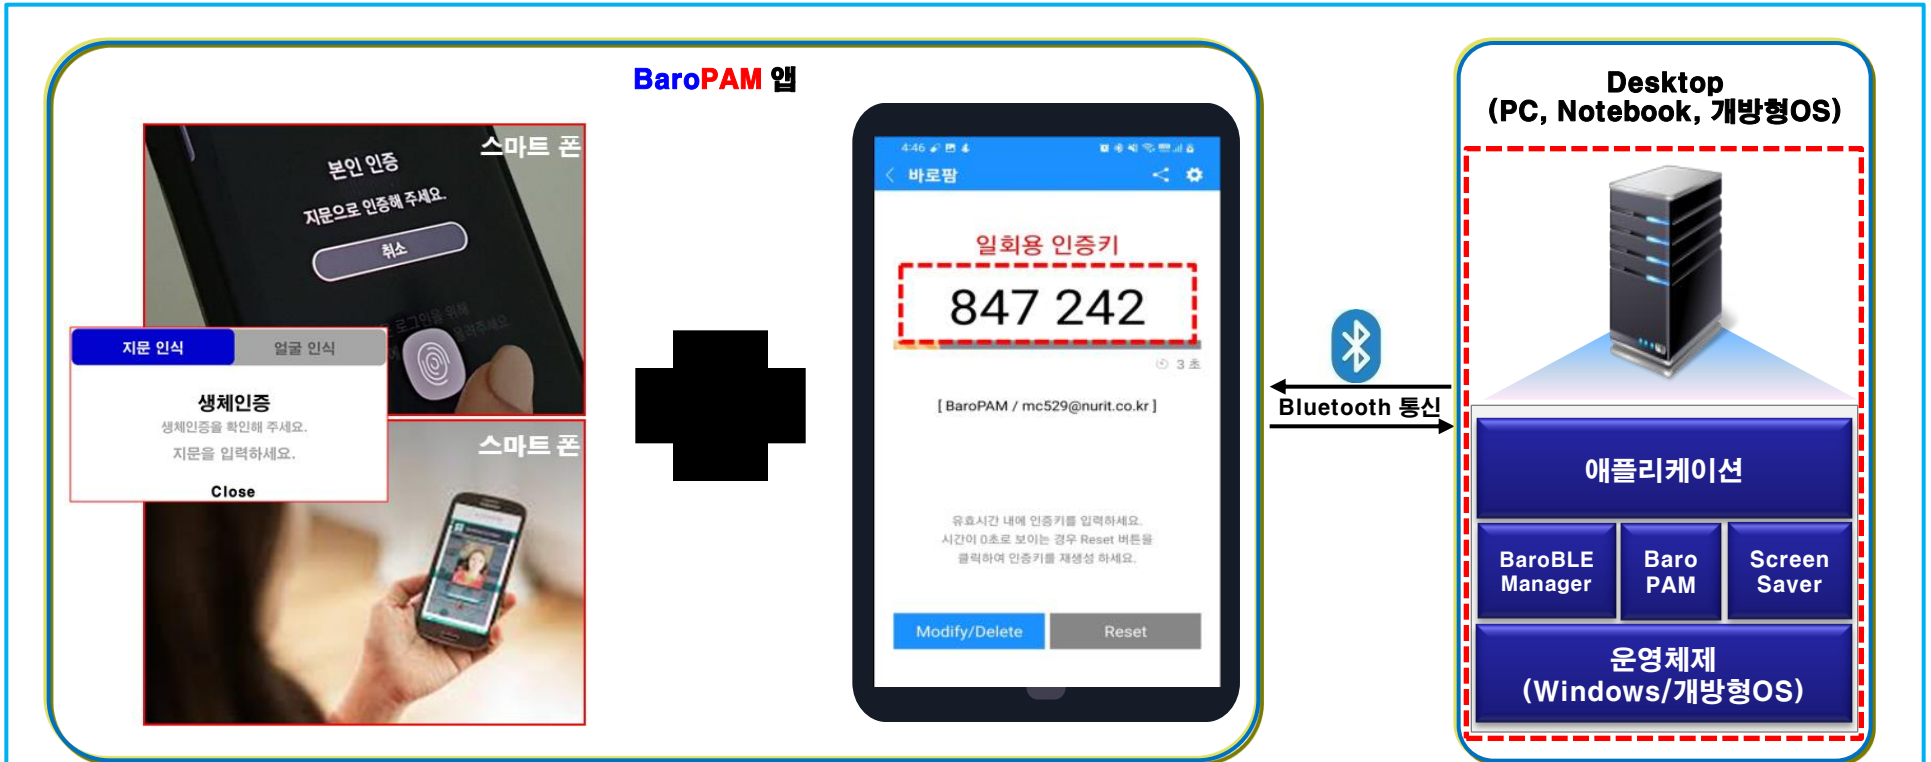 BaroPAM 앱
스마트 폰
본인 인증
지문으로 인증해 주세요.
취소
로그인을 위해
지문 인식
얼굴 인식
생체인증
생체인증을 확인해 주세요.
지문을 입력하세요.
Close
스마트 폰
4:46
바로팜
일회용 인증키
847 242
3 초
[ BaroPAM / mc529@nurit.co.kr ]
유효시간 내에 인증키를 입력하세요.
시간이 0초로 보이는 경우 Reset 버튼을
클릭하여 인증키를 재생성 하세요.
Modify/Delete
Reset
Bluetooth 통신
Desktop
(PC, Notebook, 개방형OS)
애플리케이션
BaroBLE
Manager
Baro
PAM
Screen
Saver
운영체제
(Windows/개방형OS)